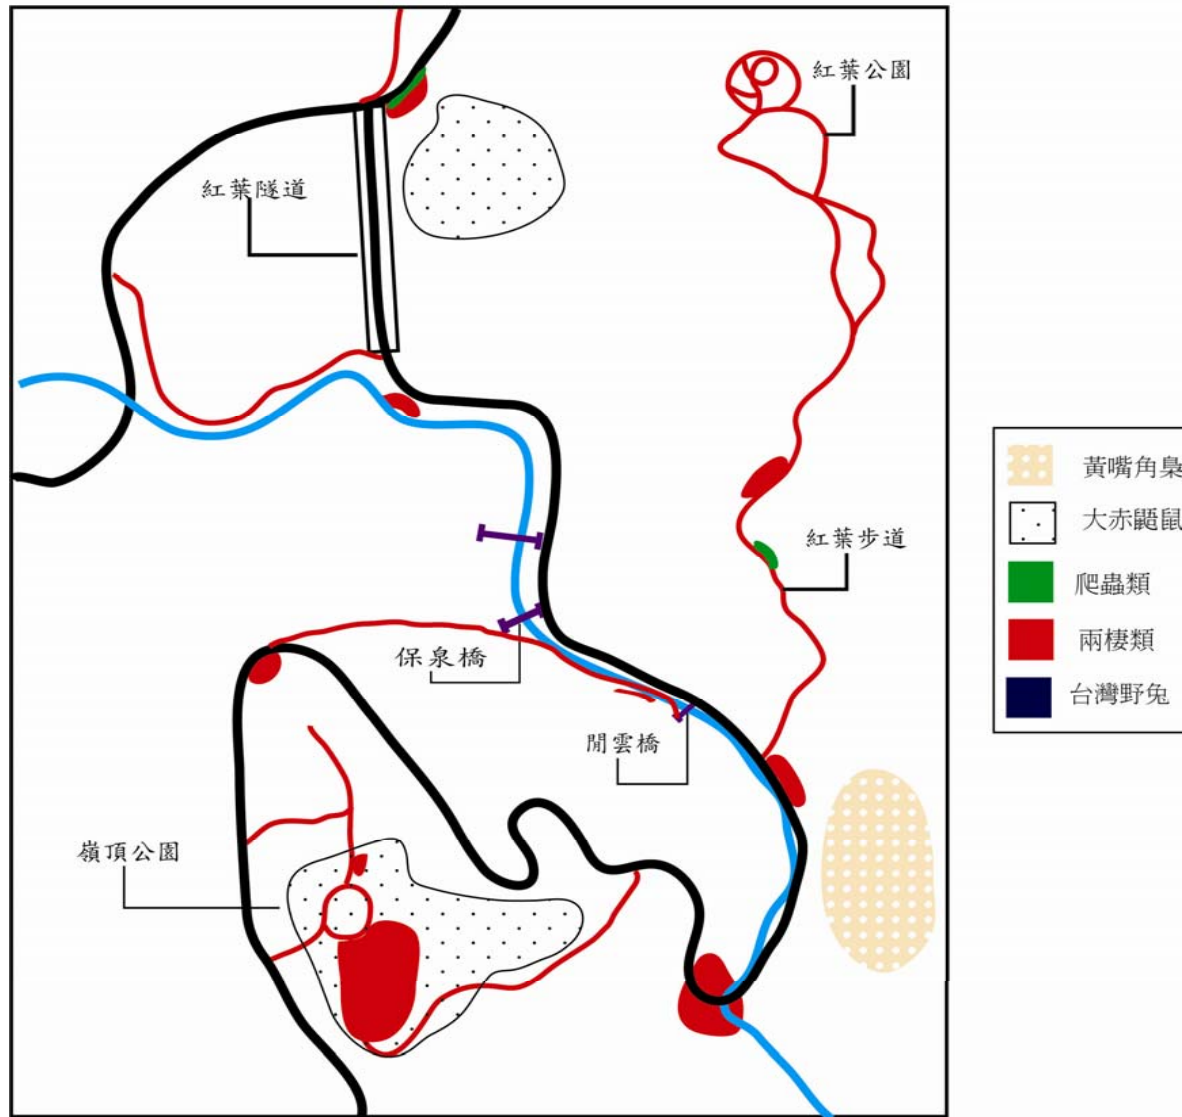 紅葉公園
紅葉隧道
紅葉步道
保泉橋
閒雲橋
嶺頂公園
黃嘴角梟
大赤鼯鼠
爬蟲類
兩棲類
台灣野兔